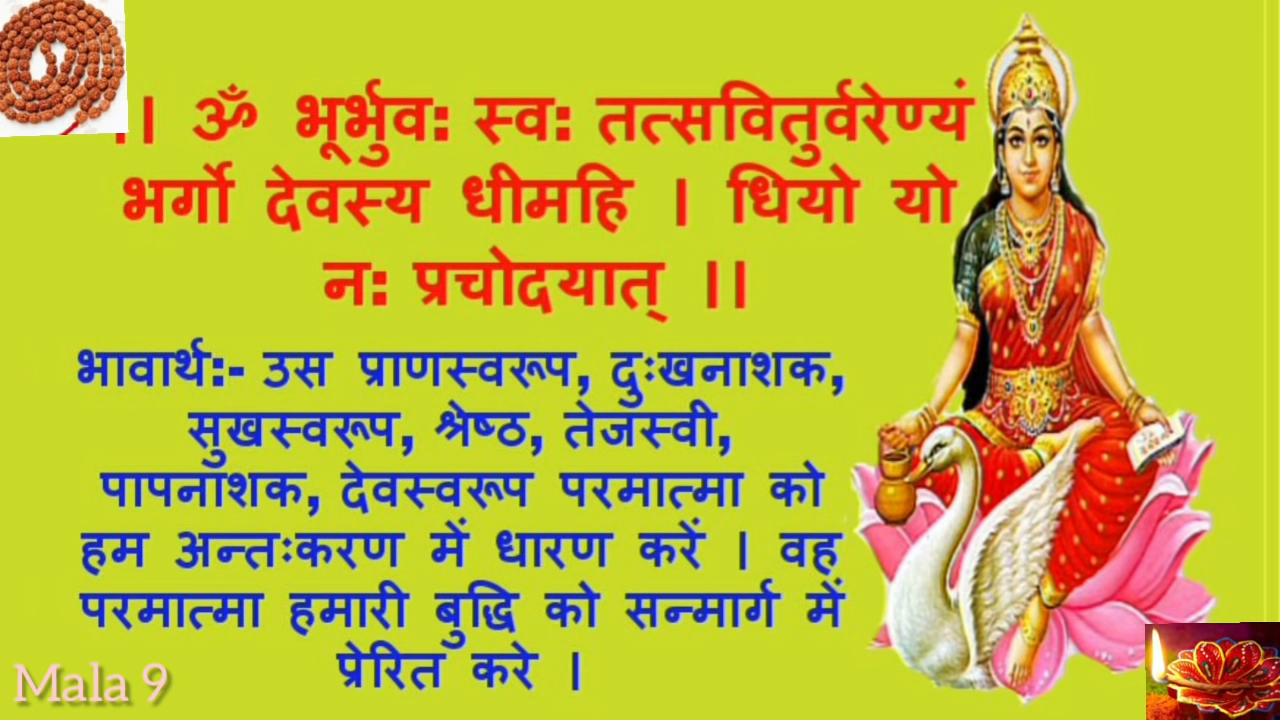 ।। ॐ भूर्भुव: स्व: तत्सवितुर्वरेण्यं
भर्गो देवस्य धीमहि । धियो यो
न: प्रचोदयात् ।।
भावार्थ:- उस प्राणस्वरूप, दुःखनाशक,
सुखस्वरूप, श्रेष्ठ, तेजस्वी,
पापनाशक, देवस्वरूप परमात्मा को
हम अन्तःकरण में धारण करें । वह
परमात्मा हमारी बुद्धि को सन्मार्ग में
प्रेरित करे ।
Mala 9